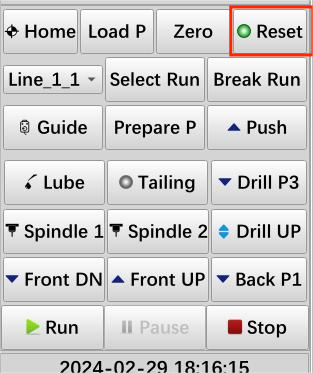 Home Load P Zero Reset
Line_1_1 Select Run Break Run
Guide Prepare P Push
Lube Tailing Drill P3
Spindle 1 Spindle 2 Drill UP
Front DN Front UP Back P1
Run Pause Stop
2024-02-29 18:16:15